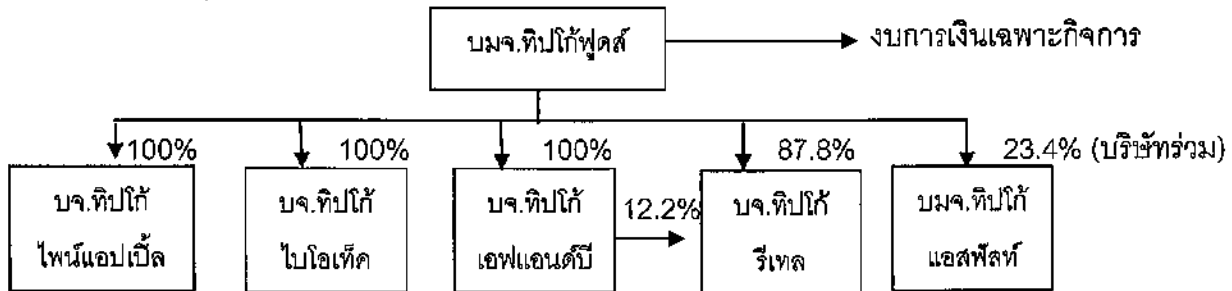 บมจ.ทิปโก้ฟูดส์
งบการเงินเฉพาะกิจการ
100%
100%
100%
87.8%
23.4% (บริษัทร่วม)
บจ.ทิปโก้
ไพน์แอปเปิ้ล
บจ.ทิปโก้
ไบโอเท็ค
บจ.ทิปโก้
เอฟแอนด์บี
12.2%
บจ.ทิปโก้
รีเทล
บมจ.ทิปโก้
แอสฟัลท์